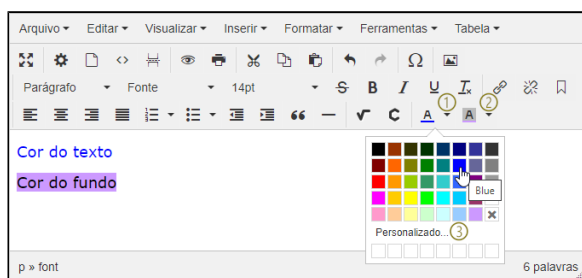 Arquivo Editar Visualizar Inserir Formatar Ferramentas Tabela
Parágrafo Fonte 14pt S B I U Ix
1 2
A A
Cor do texto
Cor do fundo
Blue
Personalizado... 3
p » font 6 palavras